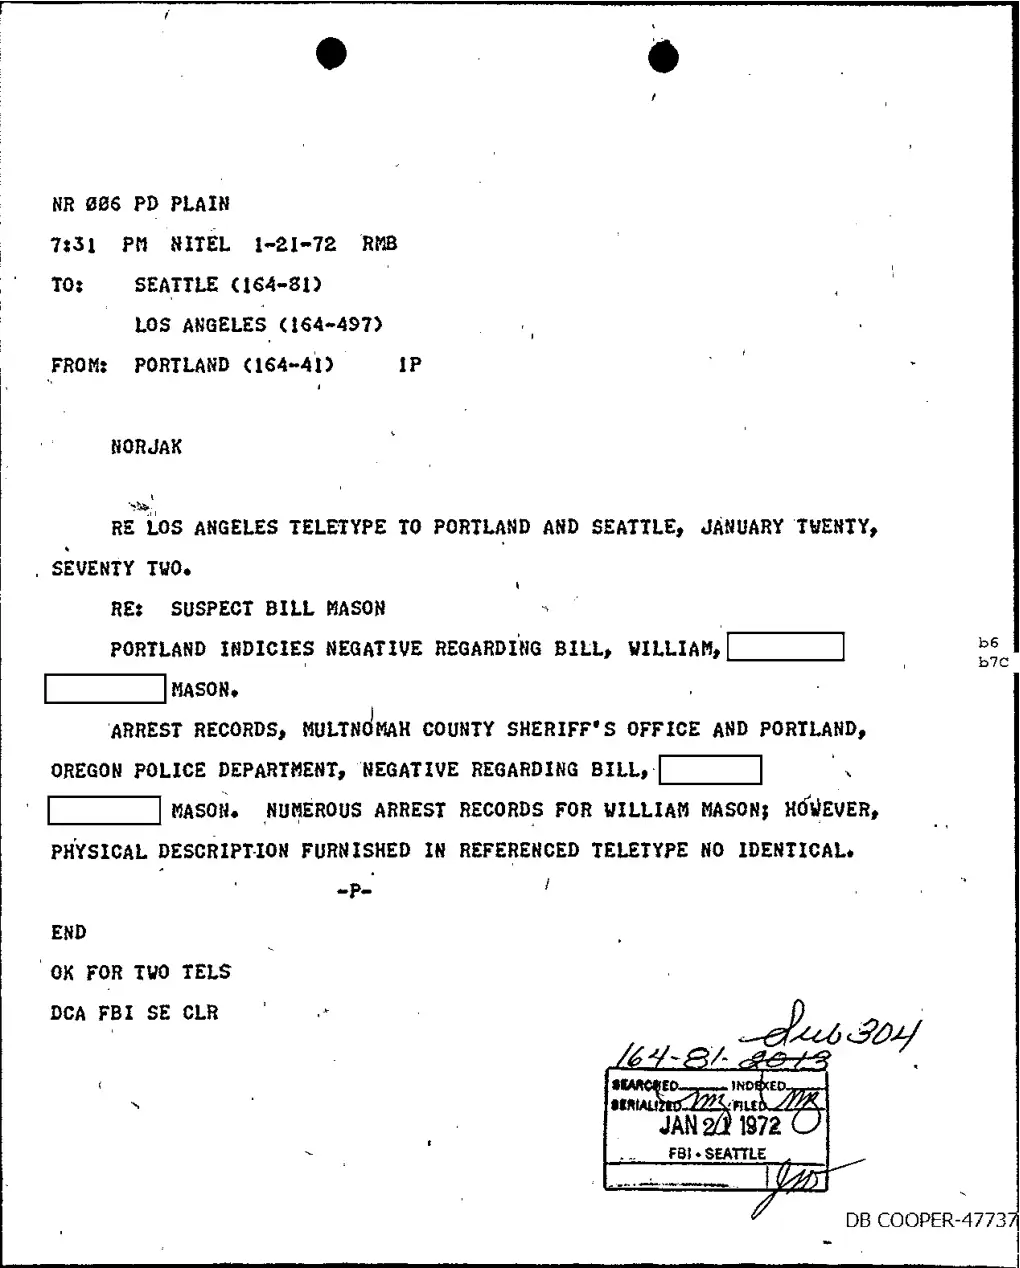 NR 006 PD PLAIN
7:31 PM NITEL 1-21-72 RMB
TO: SEATTLE (164-81)
LOS ANGELES (164-497)
FROM: PORTLAND (164-41) 1P
NORJAK
RE LOS ANGELES TELETYPE TO PORTLAND AND SEATTLE, JANUARY TWENTY,
SEVENTY TWO.
RE: SUSPECT BILL MASON
PORTLAND INDICIES NEGATIVE REGARDING BILL, WILLIAM,
b6
b7C
MASON.
ARREST RECORDS, MULTNOMAH COUNTY SHERIFF'S OFFICE AND PORTLAND,
OREGON POLICE DEPARTMENT, NEGATIVE REGARDING BILL,
MASON. NUMEROUS ARREST RECORDS FOR WILLIAM MASON; HOWEVER,
PHYSICAL DESCRIPTION FURNISHED IN REFERENCED TELETYPE NO IDENTICAL.
-P-
END
OK FOR TWO TELS
DCA FBI SE CLR
Sub 304
164-81-2013
SEARCHED INDEXED
SERIALIZED FILED
JAN 21 1972
FBI - SEATTLE
DB COOPER-47737